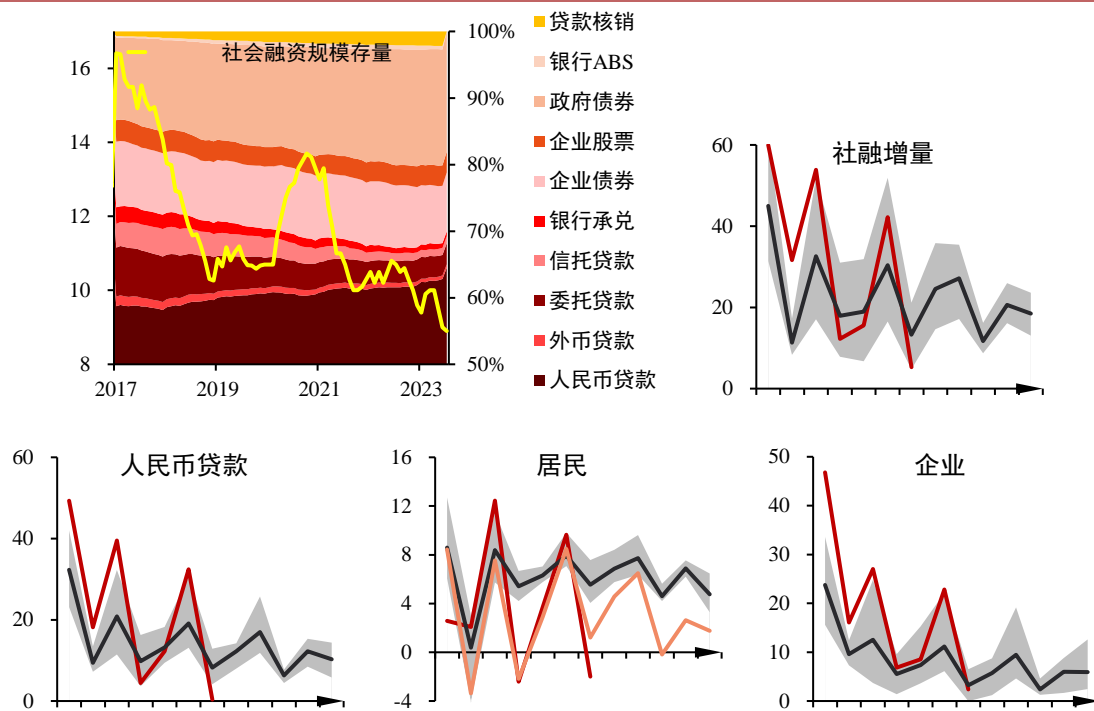 社会融资规模存量
16
14
12
10
8
100%
90%
80%
70%
60%
50%
2017
2019
2021
2023
贷款核销
银行ABS
政府债券
企业股票
企业债券
银行承兑
信托贷款
委托贷款
外币贷款
人民币贷款
社融增量
60
40
20
0
人民币贷款
60
40
20
0
居民
16
12
8
4
0
-4
企业
50
40
30
20
10
0